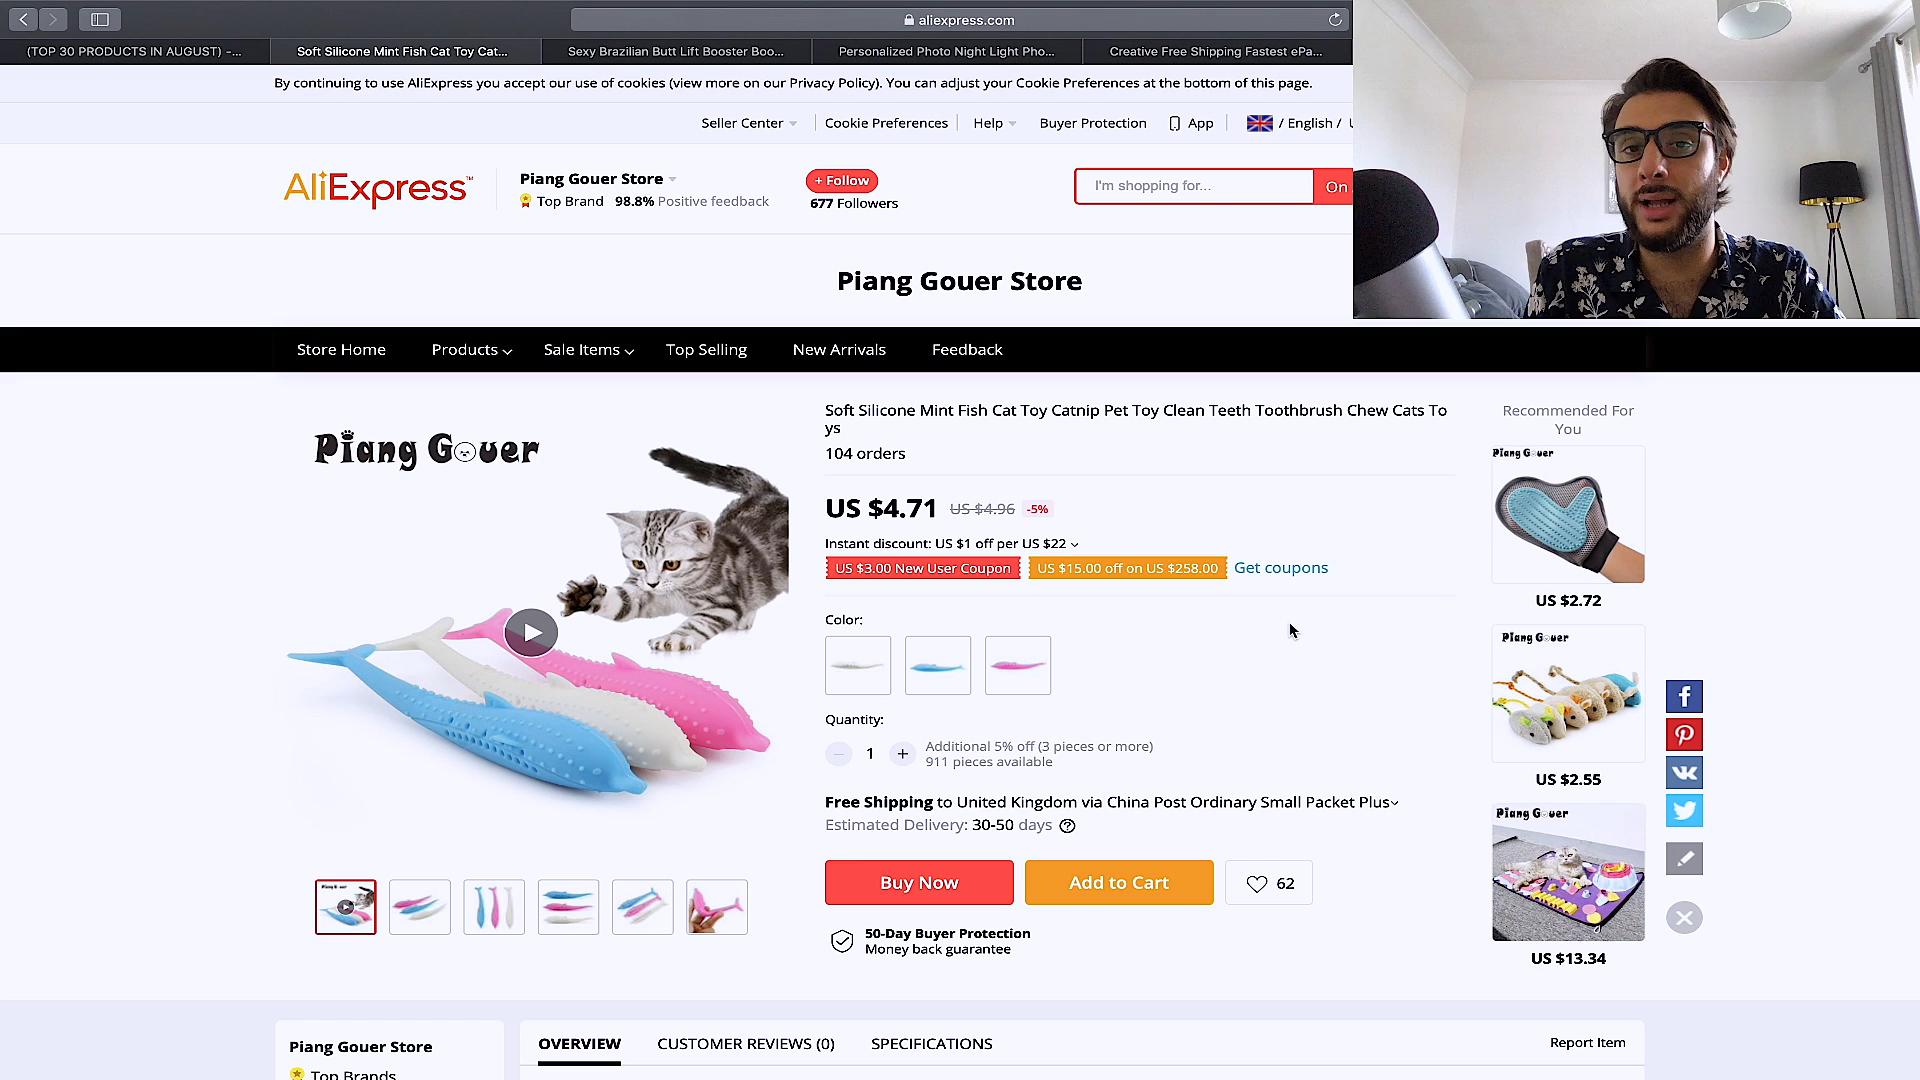 aliexpress.com
(TOP 30 PRODUCTS IN AUGUST) -...
Soft Silicone Mint Fish Cat Toy Cat...
Sexy Brazilian Butt Lift Booster Boo...
Personalized Photo Night Light Pho...
Creative Free Shipping Fastest ePa...
By continuing to use AliExpress you accept our use of cookies (view more on our Privacy Policy). You can adjust your Cookie Preferences at the bottom of this page.
Seller Center
Cookie Preferences
Help
Buyer Protection
App
/ English /
AliExpress™
Piang Gouer Store
Top Brand 98.8% Positive feedback
+ Follow
677 Followers
I'm shopping for...
On
Piang Gouer Store
Store Home
Products
Sale Items
Top Selling
New Arrivals
Feedback
Piang Gouer
Soft Silicone Mint Fish Cat Toy Catnip Pet Toy Clean Teeth Toothbrush Chew Cats To
ys
104 orders
US $4.71 US $4.96 -5%
Instant discount: US $1 off per US $22
US $3.00 New User Coupon
US $15.00 off on US $258.00
Get coupons
Color:
Quantity:
1
Additional 5% off (3 pieces or more)
911 pieces available
Free Shipping to United Kingdom via China Post Ordinary Small Packet Plus
Estimated Delivery: 30-50 days
Buy Now
Add to Cart
62
50-Day Buyer Protection
Money back guarantee
Recommended For
You
Piang Gouer
US $2.72
Piang Gouer
US $2.55
Piang Gouer
US $13.34
Piang Gouer Store
Top Brands
OVERVIEW
CUSTOMER REVIEWS (0)
SPECIFICATIONS
Report Item